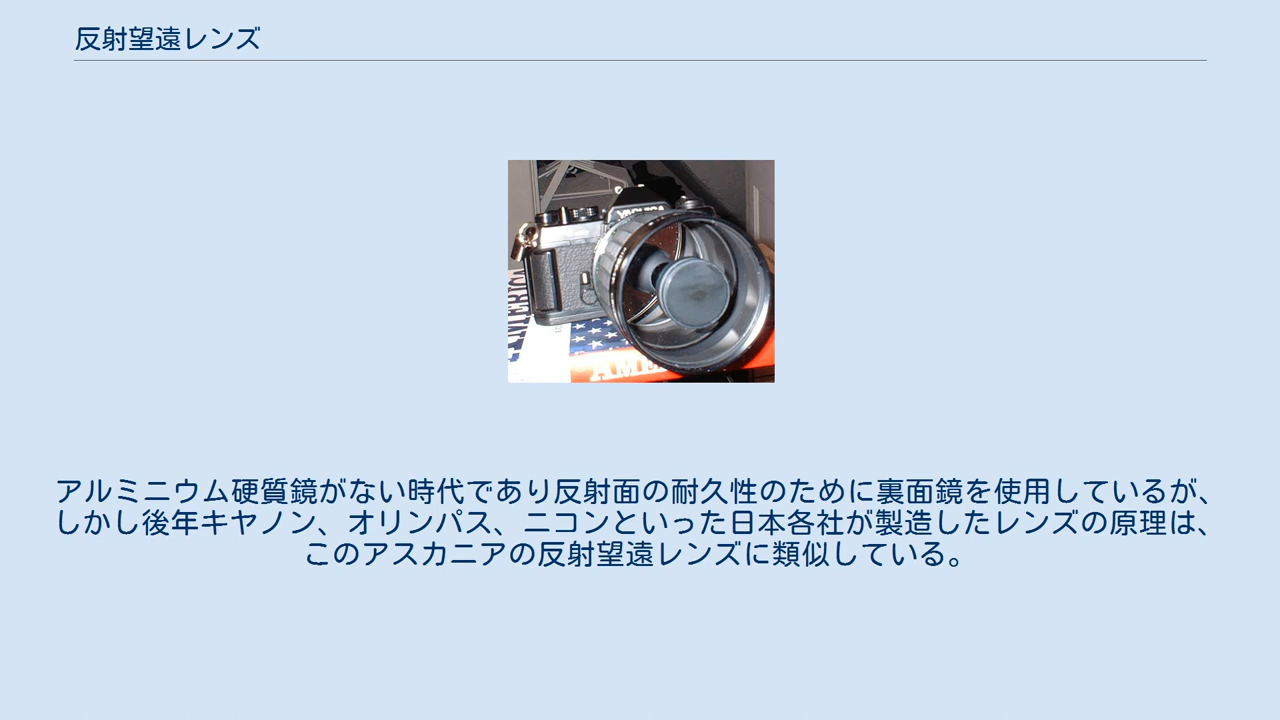 反射望遠レンズ
YASHICA
AMERICA
AME
アルミニウム硬質鏡がない時代であり反射面の耐久性のために裏面鏡を使用しているが、
しかし後年キヤノン、オリンパス、ニコンといった日本各社が製造したレンズの原理は、
このアスカニアの反射望遠レンズに類似している。